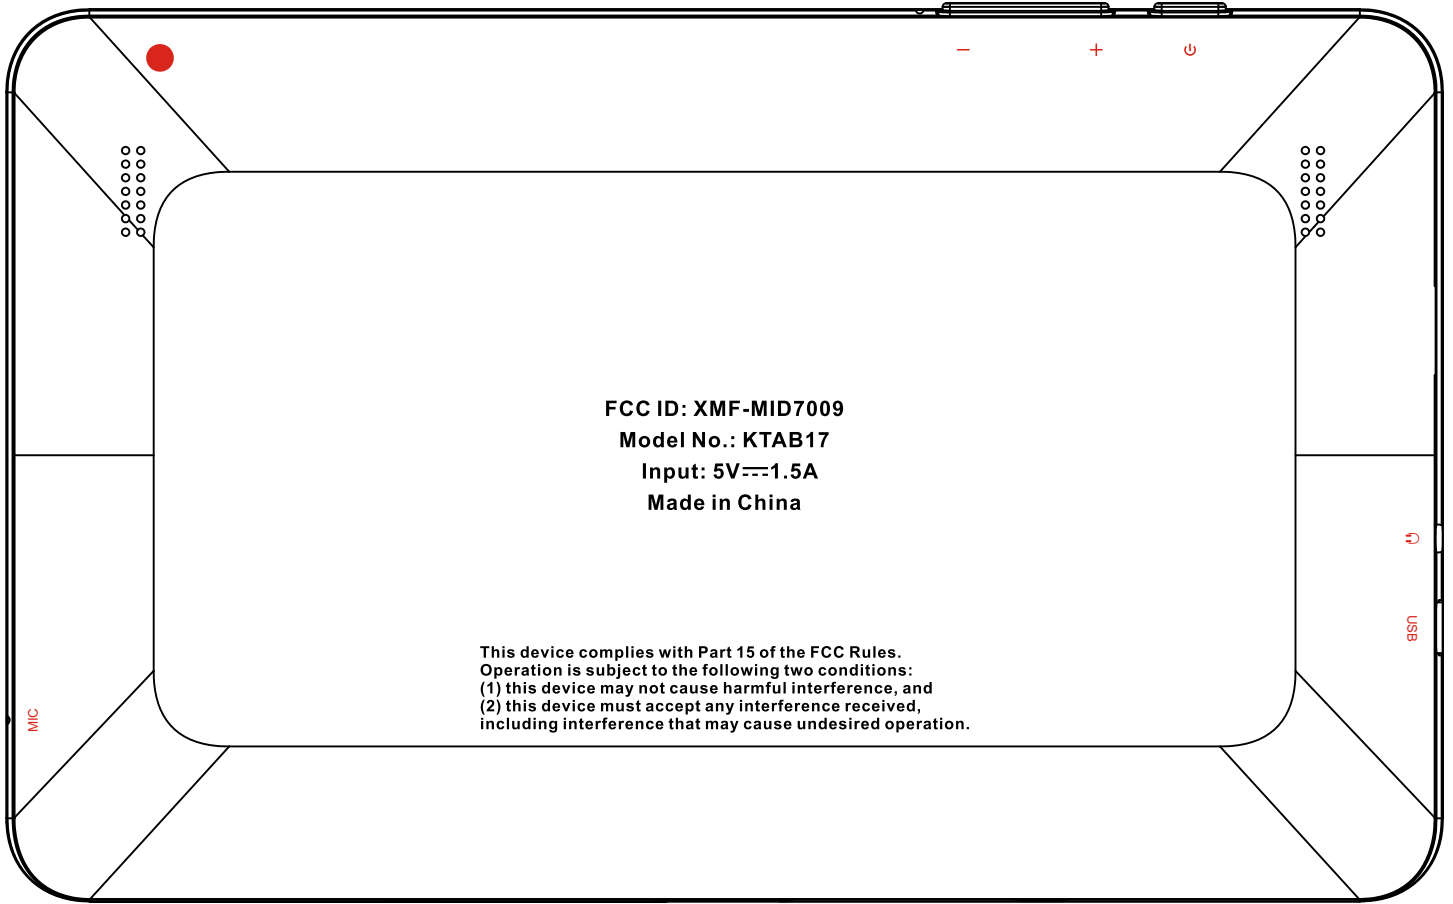 − + ⏻
FCC ID: XMF-MID7009
Model No.: KTAB17
Input: 5V⎓1.5A
Made in China
USB
This device complies with Part 15 of the FCC Rules.
Operation is subject to the following two conditions:
(1) this device may not cause harmful interference, and
(2) this device must accept any interference received,
including interference that may cause undesired operation.
MIC